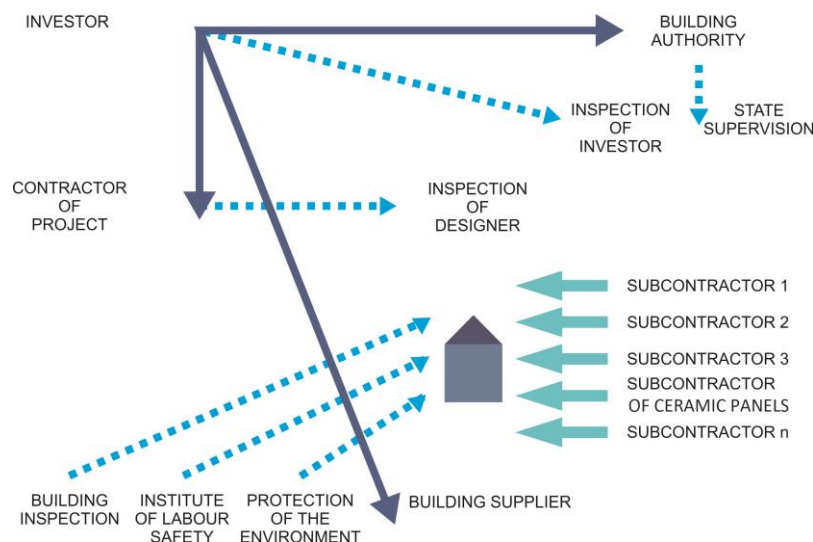 INVESTOR
BUILDING
AUTHORITY
INSPECTION
OF
INVESTOR
STATE
SUPERVISION
CONTRACTOR
OF
PROJECT
INSPECTION
OF
DESIGNER
SUBCONTRACTOR 1
SUBCONTRACTOR 2
SUBCONTRACTOR 3
SUBCONTRACTOR
OF CERAMIC PANELS
SUBCONTRACTOR n
BUILDING
INSPECTION
INSTITUTE
OF LABOUR
SAFETY
PROTECTION
OF THE
ENVIRONMENT
BUILDING SUPPLIER